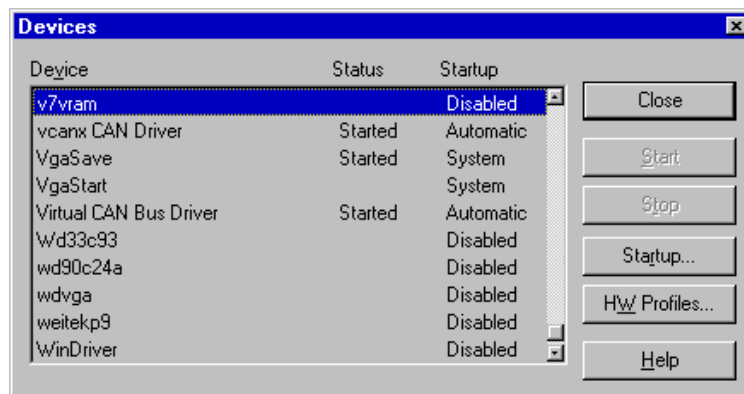 Devices
Device Status Startup
v7vram Disabled
vcanx CAN Driver Started Automatic
VgaSave Started System
VgaStart System
Virtual CAN Bus Driver Started Automatic
Wd33c93 Disabled
wd90c24a Disabled
wdvga Disabled
weitekp9 Disabled
WinDriver Disabled
Close
Start
Stop
Startup...
HW Profiles...
Help